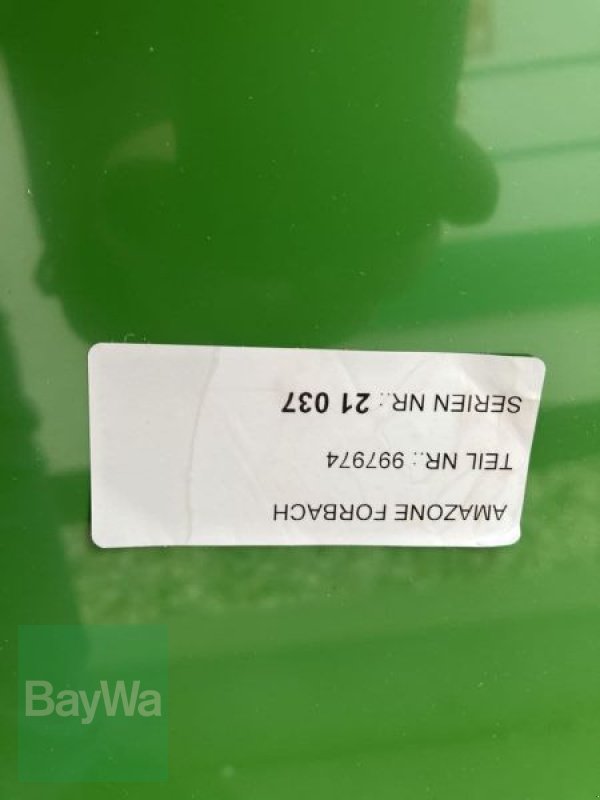 AMAZONE FORBACH
TEIL NR.: 997974
SERIEN NR.: 21 037
BayWa